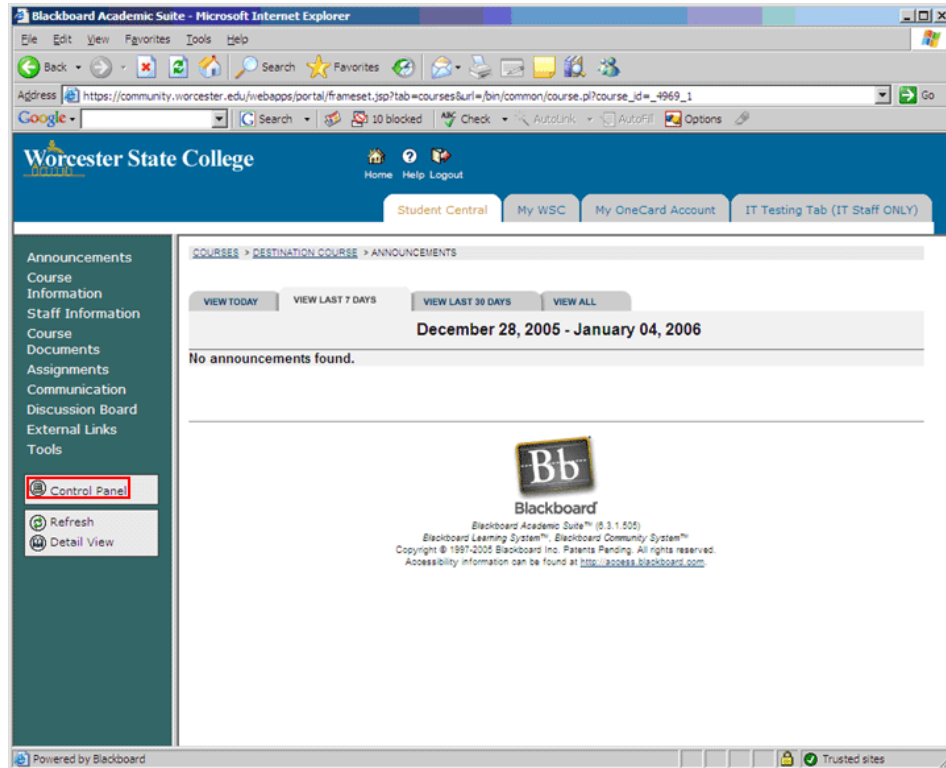 Blackboard Academic Suite - Microsoft Internet Explorer
File Edit View Favorites Tools Help
Back Search Favorites
Address https://community.worcester.edu/webapps/portal/frameset.jsp?tab=courses&url=/bin/common/course.pl?course_id=_4969_1 Go
Google Search 10 blocked ABC Check AutoLink AutoFill Options
Worcester State College
Home Help Logout
Student Central My WSC My OneCard Account IT Testing Tab (IT Staff ONLY)
COURSES > DESTINATION COURSE > ANNOUNCEMENTS
Announcements
Course
Information
Staff Information
Course
Documents
Assignments
Communication
Discussion Board
External Links
Tools
Control Panel
Refresh
Detail View
VIEW TODAY VIEW LAST 7 DAYS VIEW LAST 30 DAYS VIEW ALL
December 28, 2005 - January 04, 2006
No announcements found.
Bb
Blackboard
Blackboard Academic Suite™ (6.3.1.505)
Blackboard Learning System™, Blackboard Community System™
Copyright © 1997-2005 Blackboard Inc. Patents Pending. All rights reserved.
Accessibility information can be found at http://access.blackboard.com.
Powered by Blackboard Trusted sites